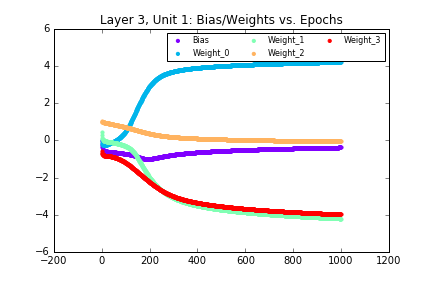 Layer 3, Unit 1: Bias/Weights vs. Epochs
6
Bias Weight_1 Weight_3
Weight_0 Weight_2
4
2
0
−2
−4
−6
−200 0 200 400 600 800 1000 1200